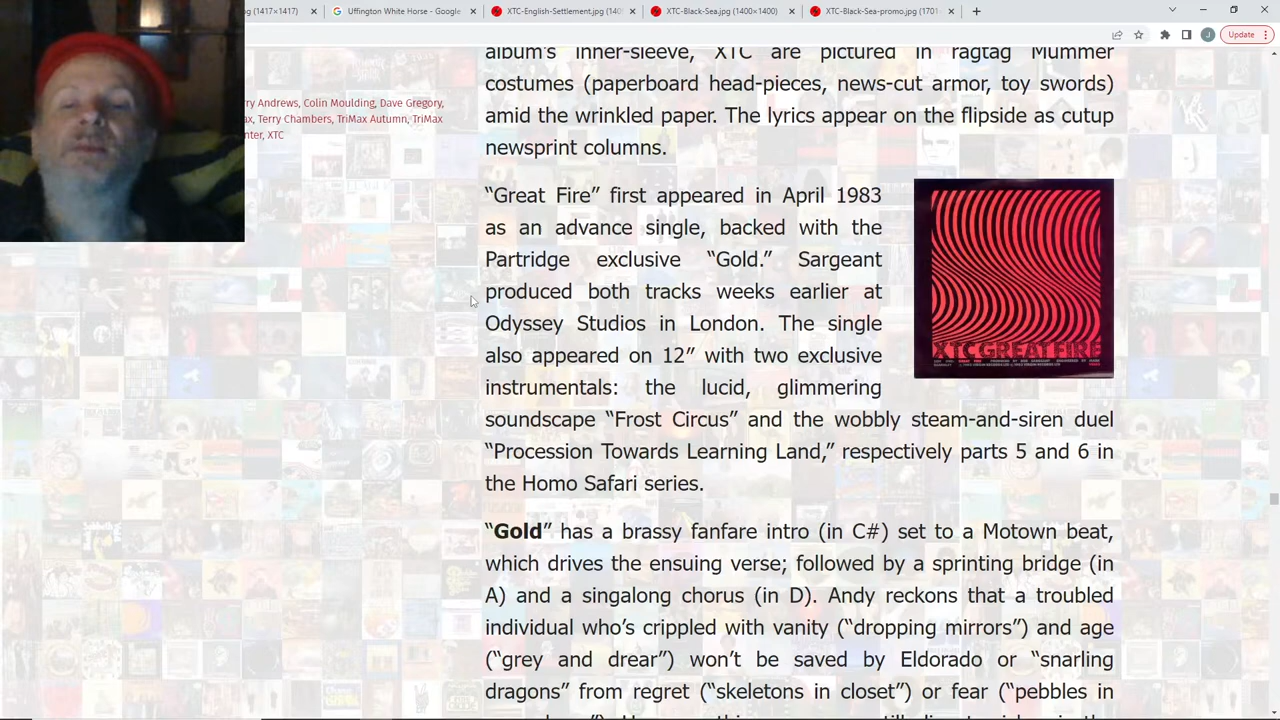 pg (1417×1417)
Uffington White Horse - Google
XTC-English-Settlement.jpg (140
XTC-Black-Sea.jpg (1400×1400)
XTC-Black-Sea-promo.jpg (1701
J
Update
album's inner-sleeve, XTC are pictured in ragtag Mummer
costumes (paperboard head-pieces, news-cut armor, toy swords)
amid the wrinkled paper. The lyrics appear on the flipside as cutup
newsprint columns.
ry Andrews, Colin Moulding, Dave Gregory,
ax, Terry Chambers, TriMax Autumn, TriMax
nter, XTC
“Great Fire” first appeared in April 1983
as an advance single, backed with the
Partridge exclusive “Gold.” Sargeant
produced both tracks weeks earlier at
Odyssey Studios in London. The single
also appeared on 12″ with two exclusive
instrumentals: the lucid, glimmering
soundscape “Frost Circus” and the wobbly steam-and-siren duel
“Procession Towards Learning Land,” respectively parts 5 and 6 in
the Homo Safari series.
XTC GREAT FIRE
“Gold” has a brassy fanfare intro (in C#) set to a Motown beat,
which drives the ensuing verse; followed by a sprinting bridge (in
A) and a singalong chorus (in D). Andy reckons that a troubled
individual who’s crippled with vanity (“dropping mirrors”) and age
(“grey and drear”) won’t be saved by Eldorado or “snarling
dragons” from regret (“skeletons in closet”) or fear (“pebbles in